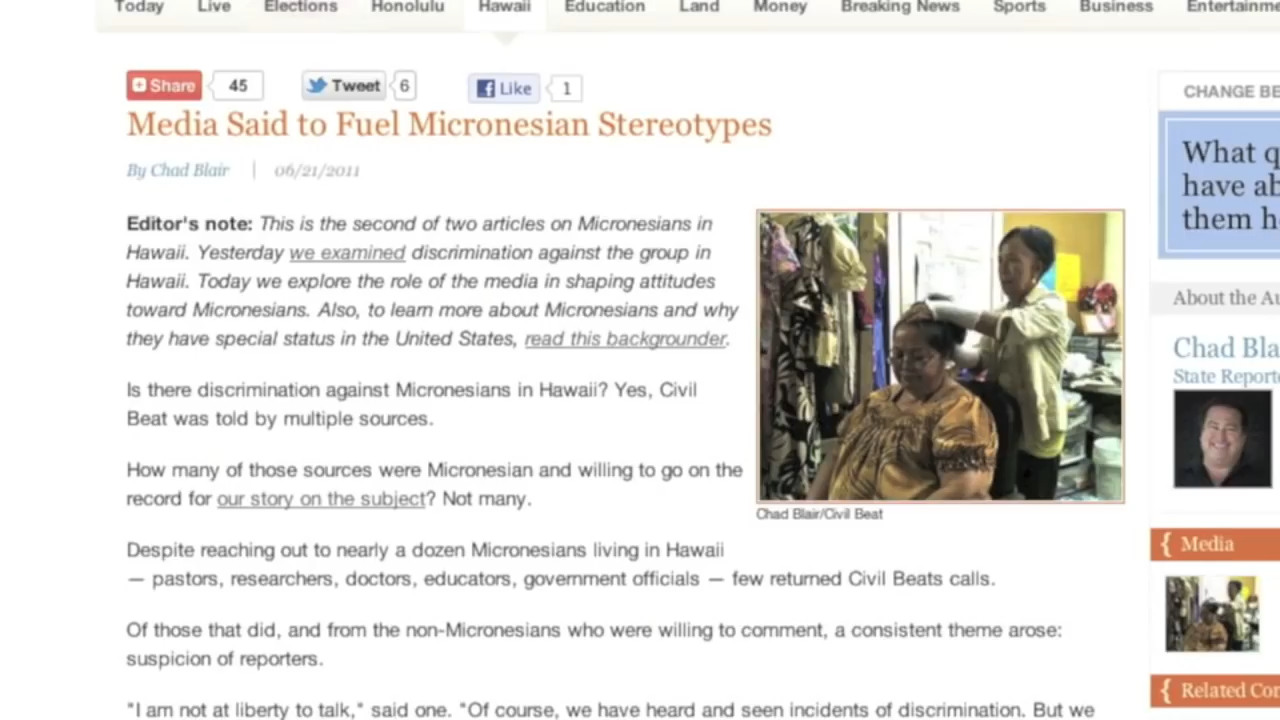 Today Live Elections Honolulu Hawaii Education Land Money Breaking News Sports Business
Share 45 Tweet 6 Like 1
Media Said to Fuel Micronesian Stereotypes
By Chad Blair | 06/21/2011
Editor's note: This is the second of two articles on Micronesians in
Hawaii. Yesterday we examined discrimination against the group in
Hawaii. Today we explore the role of the media in shaping attitudes
toward Micronesians. Also, to learn more about Micronesians and why
they have special status in the United States, read this backgrounder.
Is there discrimination against Micronesians in Hawaii? Yes, Civil
Beat was told by multiple sources.
How many of those sources were Micronesian and willing to go on the
record for our story on the subject? Not many.
Despite reaching out to nearly a dozen Micronesians living in Hawaii
— pastors, researchers, doctors, educators, government officials — few returned Civil Beats calls.
Of those that did, and from the non-Micronesians who were willing to comment, a consistent theme arose:
suspicion of reporters.
"I am not at liberty to talk," said one. "Of course, we have heard and seen incidents of discrimination. But we
Chad Blair/Civil Beat
CHANGE
What
have
them
About the
Chad
State
{ Media
{ Related